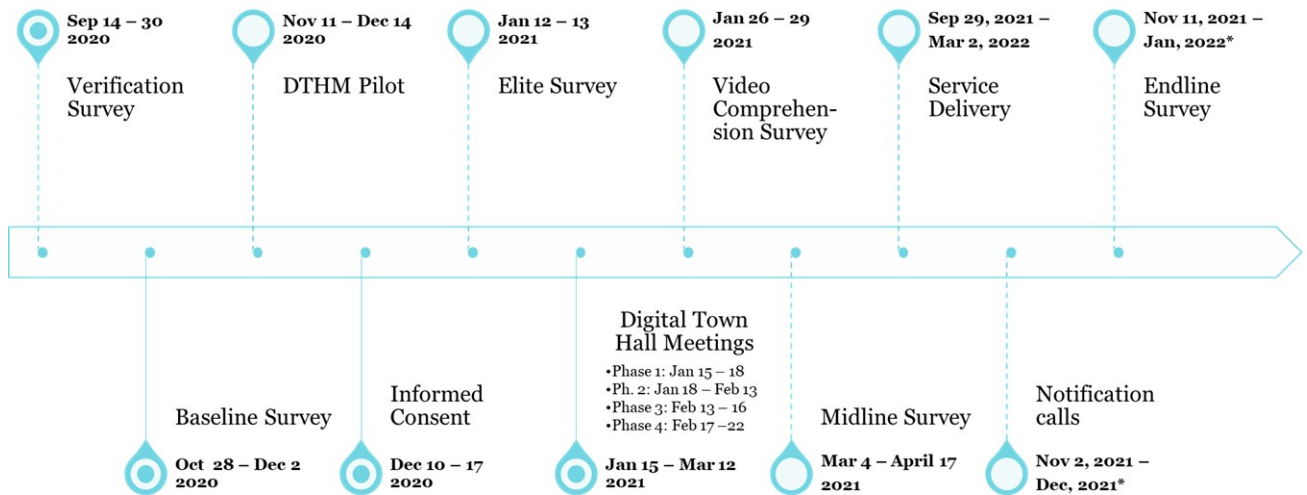 Sep 14 – 30
2020
Verification
Survey
Nov 11 – Dec 14
2020
DTHM Pilot
Jan 12 – 13
2021
Elite Survey
Jan 26 – 29
2021
Video
Comprehen-
sion Survey
Sep 29, 2021 –
Mar 2, 2022
Service
Delivery
Nov 11, 2021 –
Jan, 2022*
Endline
Survey
Baseline Survey
Oct 28 – Dec 2
2020
Informed
Consent
Dec 10 – 17
2020
Digital Town
Hall Meetings
•Phase 1: Jan 15 – 18
•Ph. 2: Jan 18 – Feb 13
•Phase 3: Feb 13 – 16
•Phase 4: Feb 17 –22
Jan 15 – Mar 12
2021
Midline Survey
Mar 4 – April 17
2021
Notification
calls
Nov 2, 2021 –
Dec, 2021*